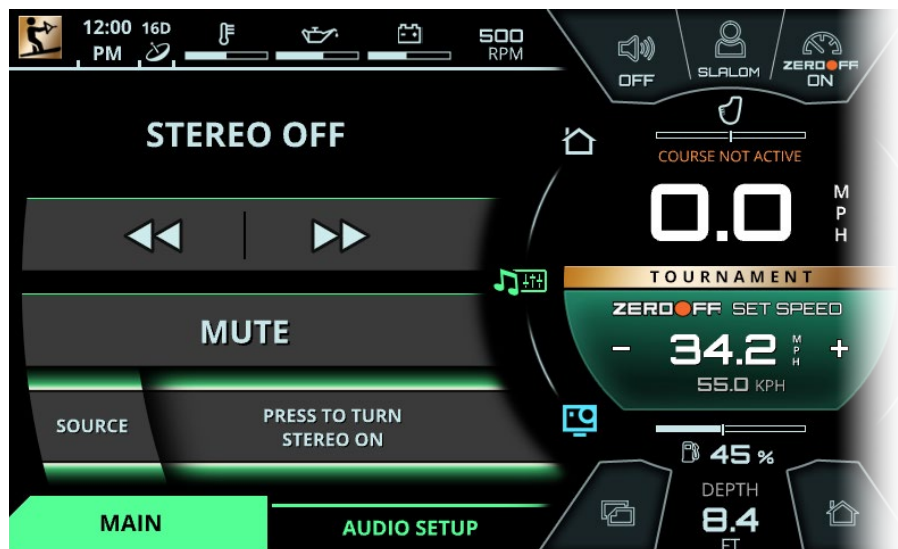 12:00 16D
PM
500
RPM
OFF
SLALOM
ZEROOFF
ON
STEREO OFF
COURSE NOT ACTIVE
0.0
MPH
TOURNAMENT
MUTE
ZEROOFF SET SPEED
- 34.2 MPH +
55.0 KPH
SOURCE
PRESS TO TURN
STEREO ON
45 %
DEPTH
8.4
FT
MAIN
AUDIO SETUP